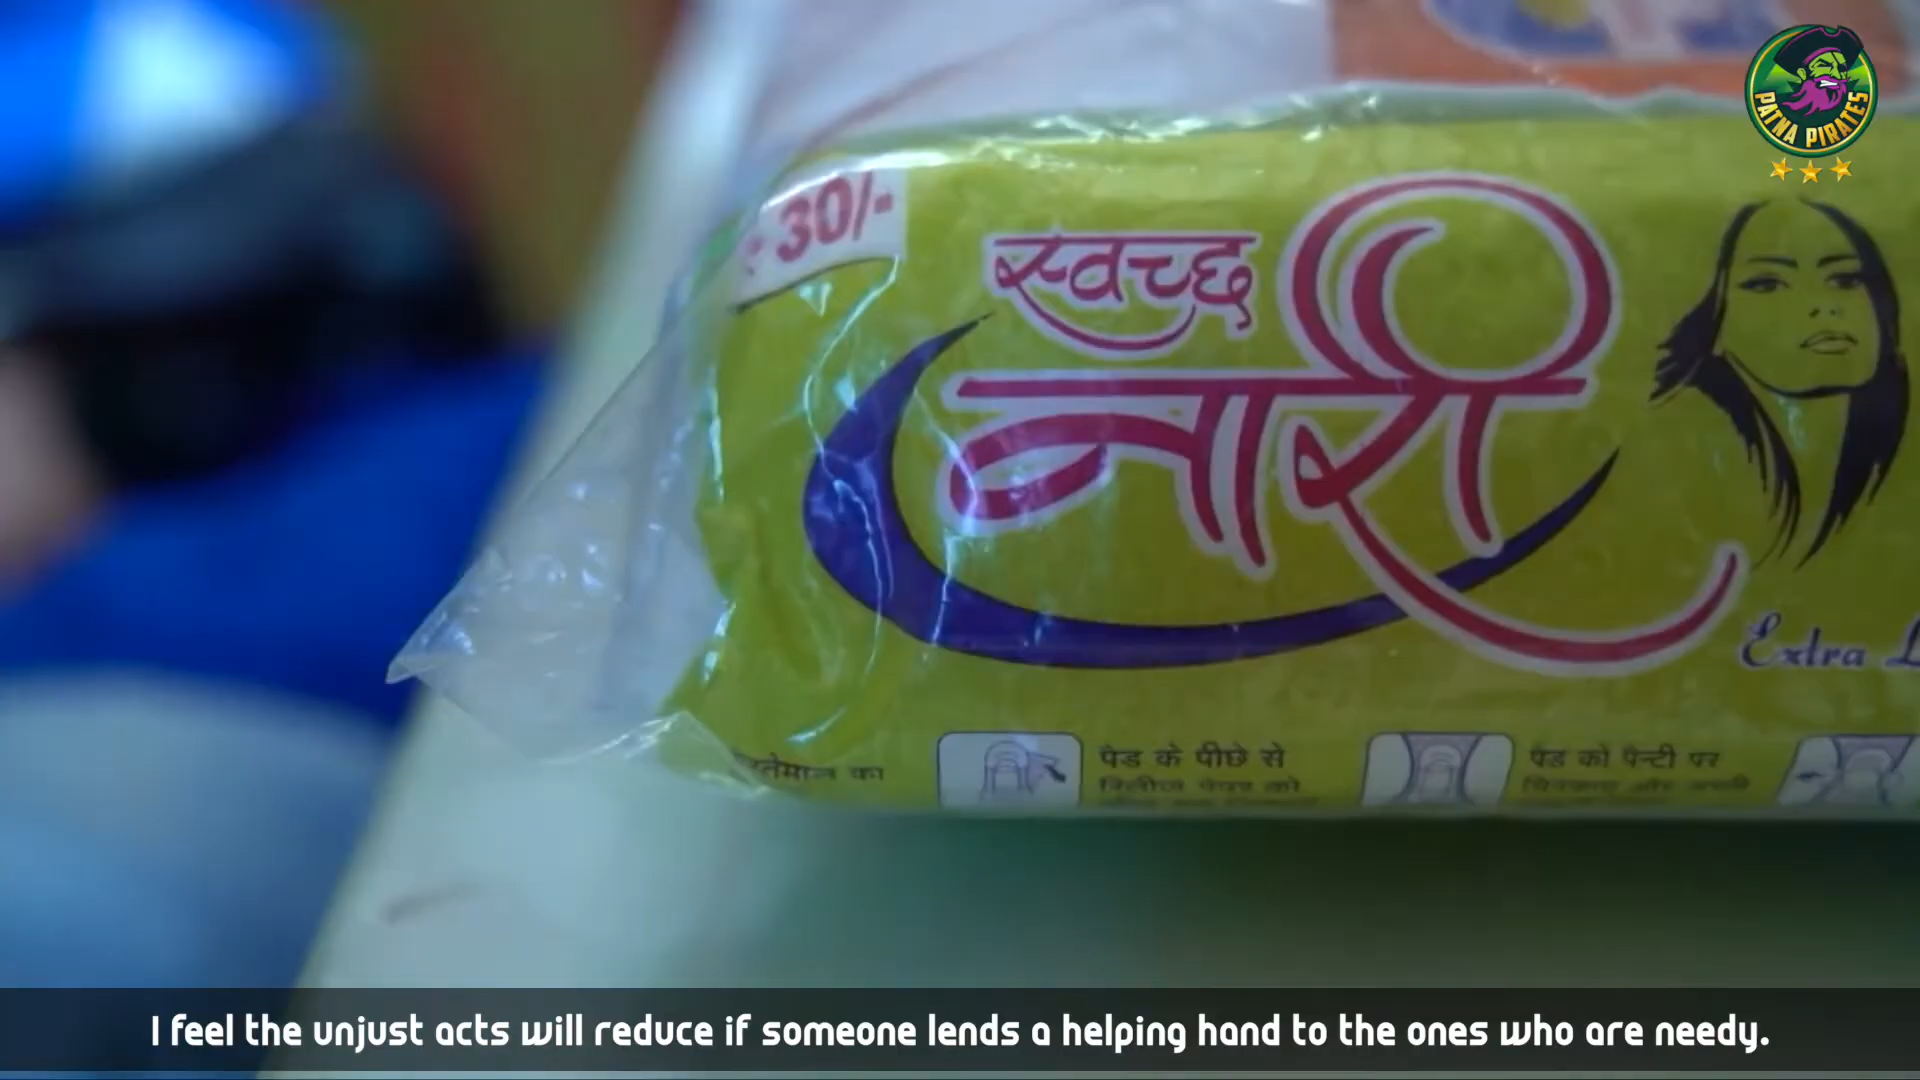 PATNA PIRATES
30/-
स्वच्छ
नारी
Extra L
पैड के पीछे से
रिलीज पेपर को
पैड को पैन्टी पर
I feel the unjust acts will reduce if someone lends a helping hand to the ones who are needy.